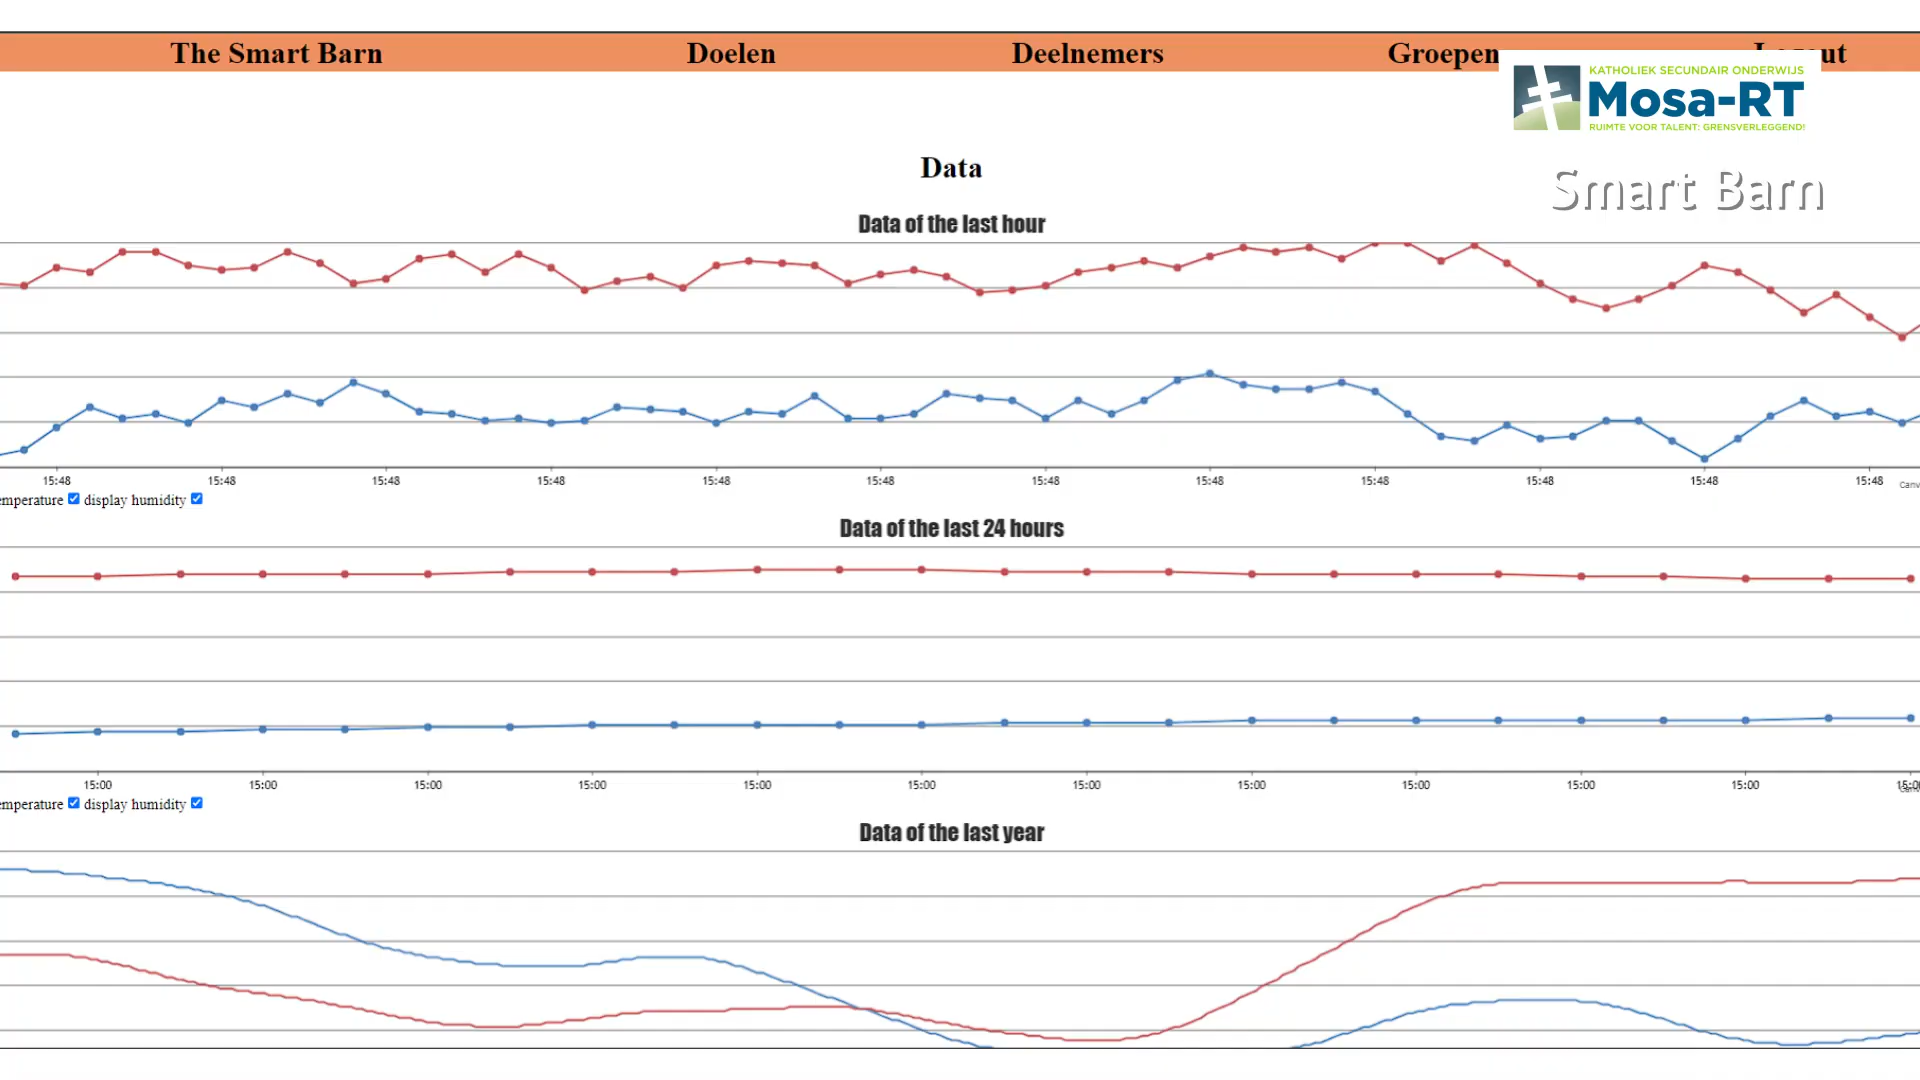 The Smart Barn Doelen Deelnemers Groepen
KATHOLIEK SECUNDAIR ONDERWIJS
Mosa-RT
RUIMTE VOOR TALENT: GRENSVERLEGGEND!
Smart Barn
Data
Data of the last hour
15:48 15:48 15:48 15:48 15:48 15:48 15:48 15:48 15:48 15:48 15:48 15:48
display humidity
Data of the last 24 hours
15:00 15:00 15:00 15:00 15:00 15:00 15:00 15:00 15:00 15:00 15:00
display humidity
Data of the last year